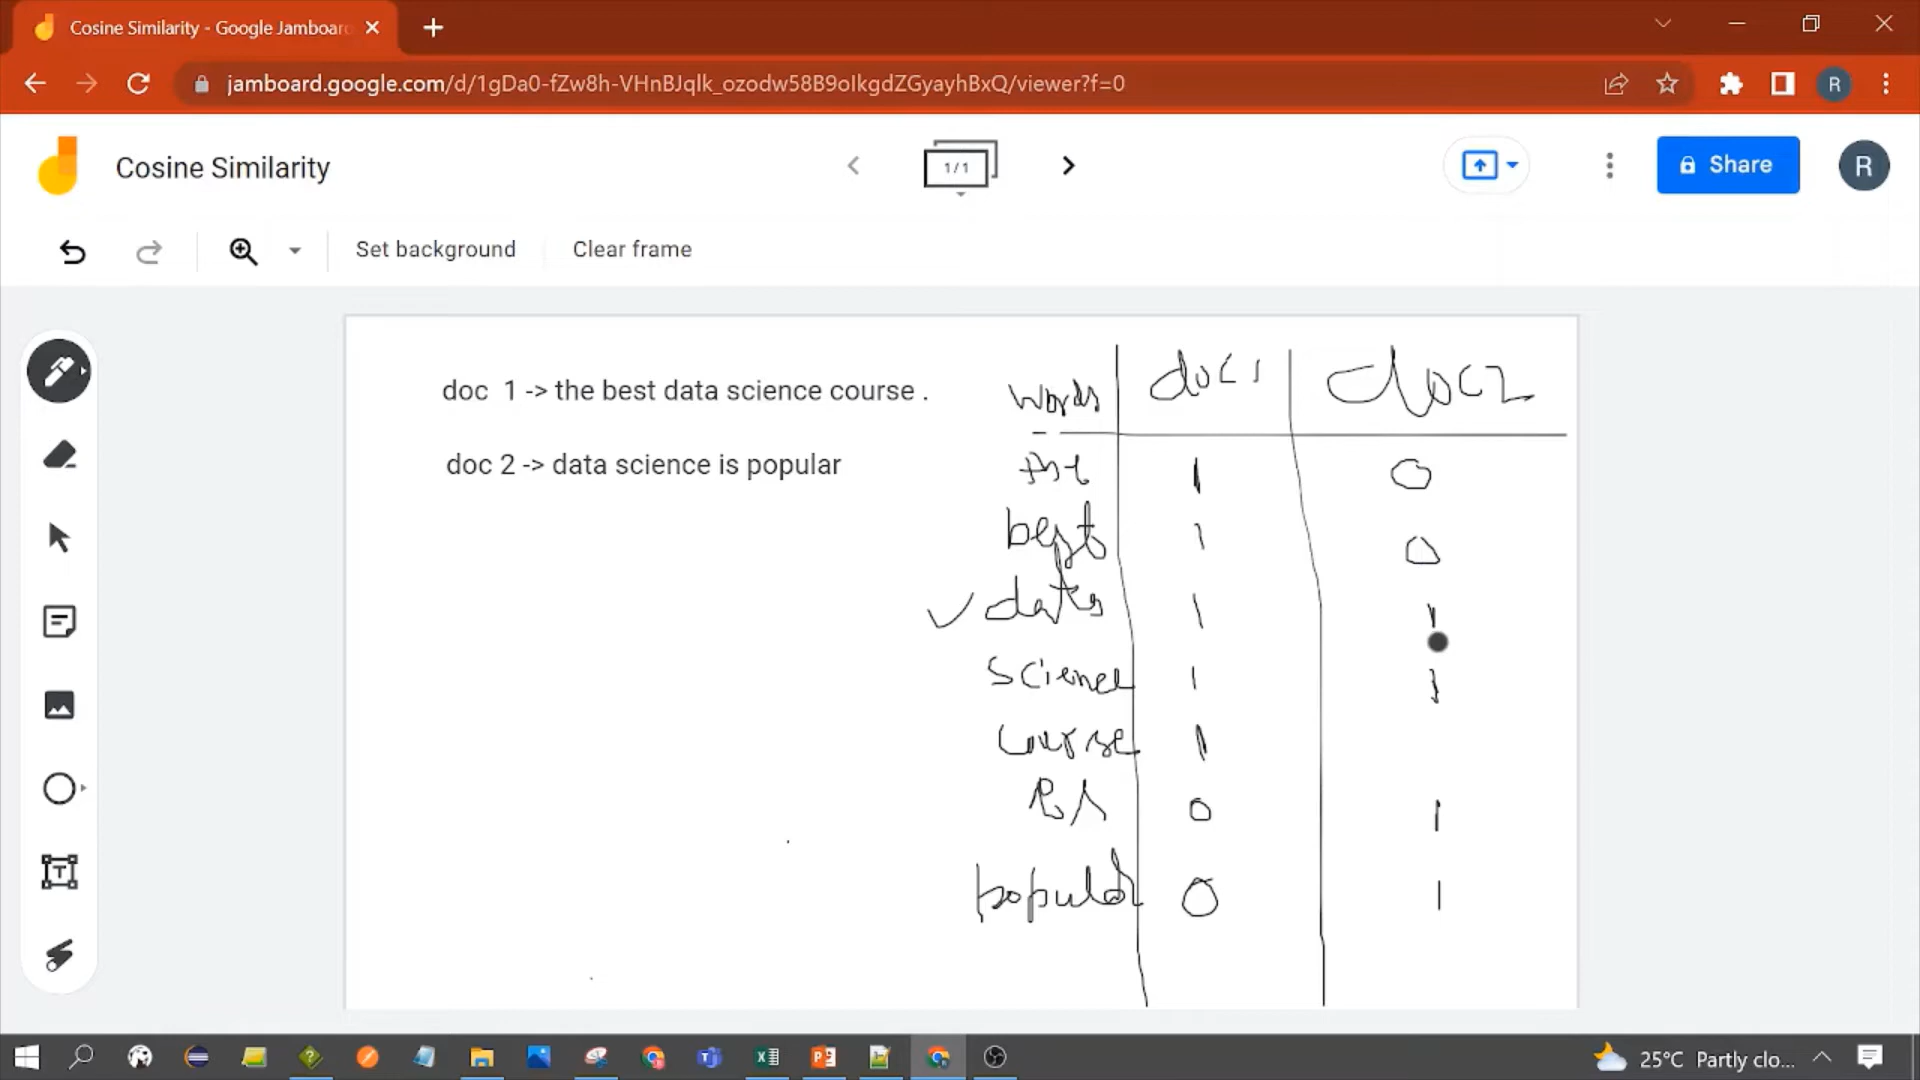 Cosine Similarity - Google Jamboar
jamboard.google.com/d/1gDa0-fZw8h-VHnBJqlk_ozodw58B9oIkgdZGyayhBxQ/viewer?f=0
R
Cosine Similarity
1/1
Share
R
Set background
Clear frame
doc 1 -> the best data science course .
doc 2 -> data science is popular
words doc1 doc2
the 1 0
best 1 0
data 1 1
science 1 1
course 1
is 0 1
popular 0 1
T
25°C Partly clo...